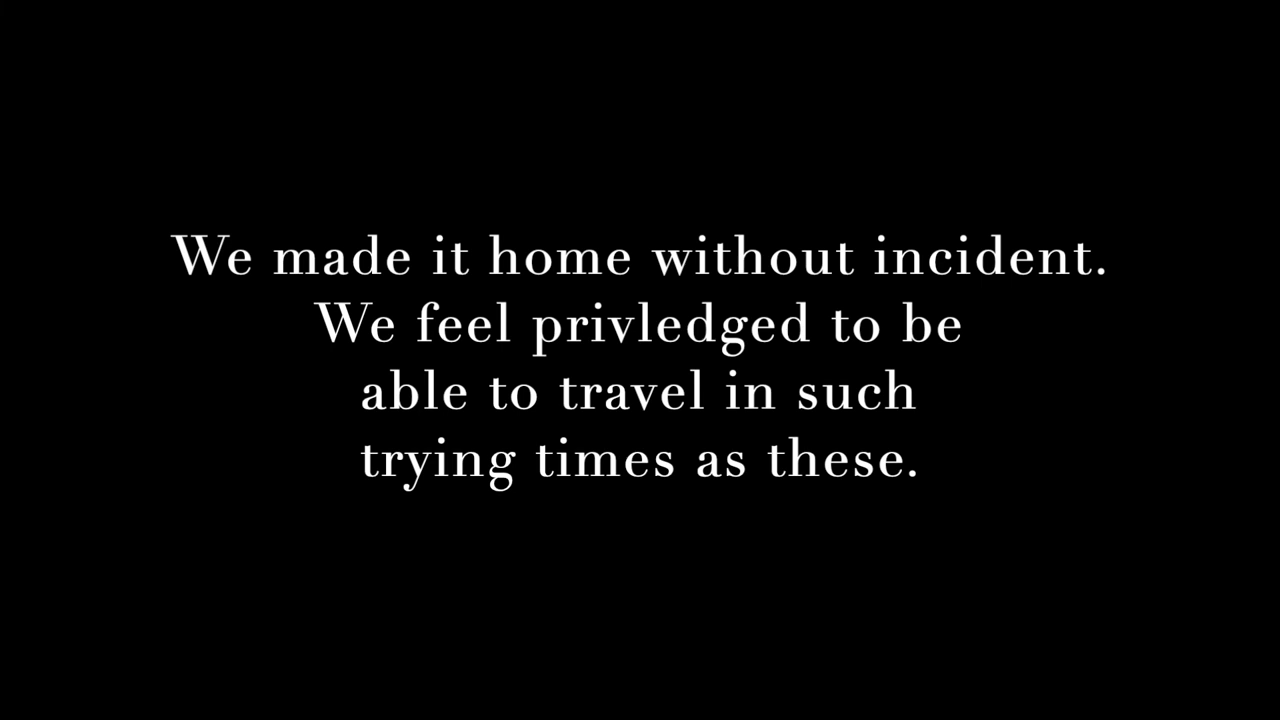 We made it home without incident.
We feel privledged to be
able to travel in such
trying times as these.